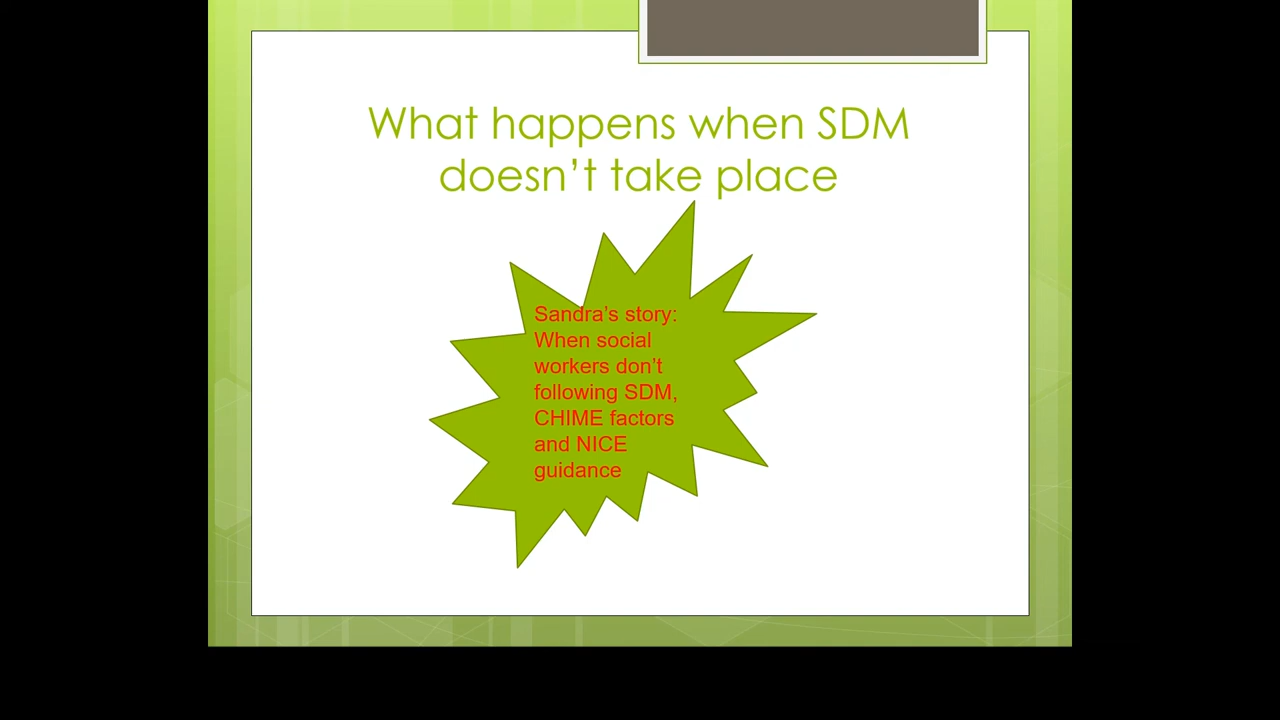 What happens when SDM
doesn’t take place
Sandra’s story:
When social
workers don’t
following SDM,
CHIME factors
and NICE
guidance